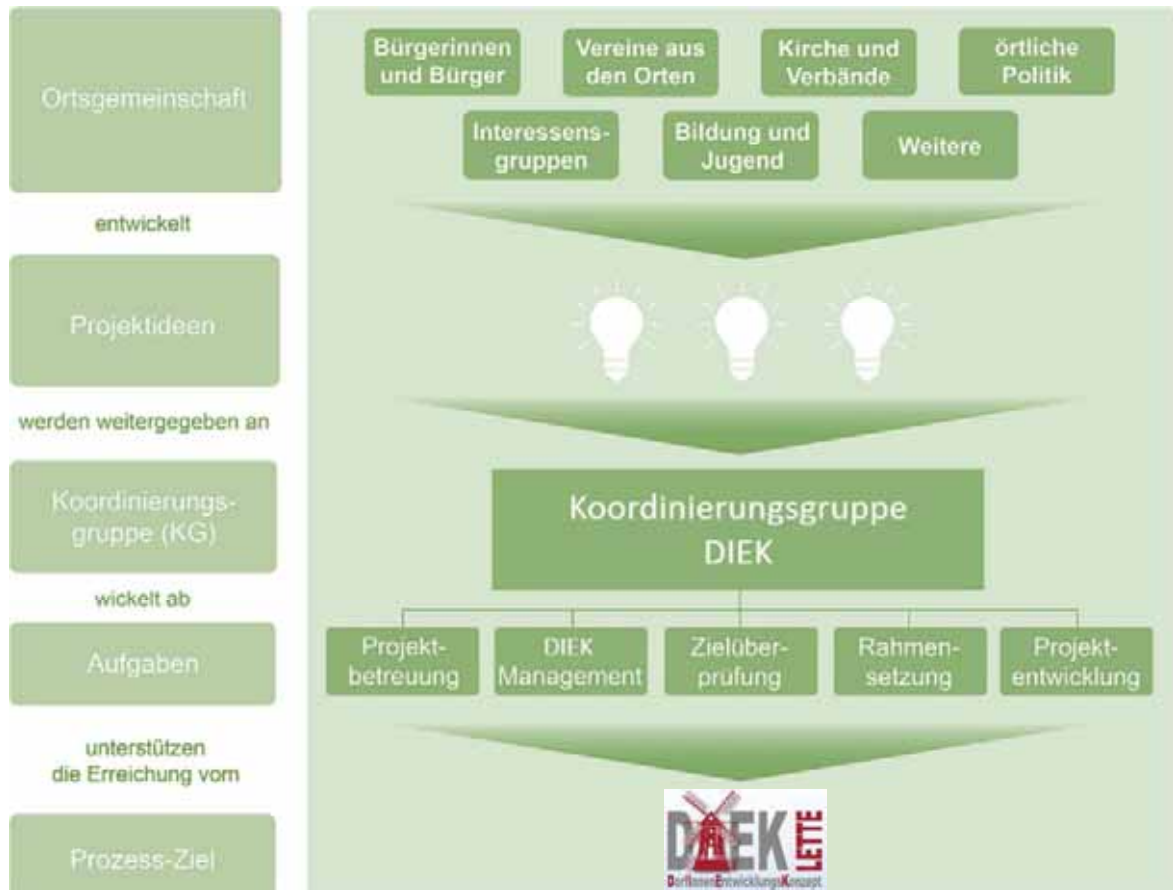 Ortsgemeinschaft
Bürgerinnen
und Bürger
Vereine aus
den Orten
Kirche und
Verbände
örtliche
Politik
Interessens-
gruppen
Bildung und
Jugend
Weitere
entwickelt
Projektideen
werden weitergegeben an
Koordinierungs-
gruppe (KG)
Koordinierungsgruppe
DIEK
wickelt ab
Aufgaben
Projekt-
betreuung
DIEK
Management
Zielüber-
prüfung
Rahmen-
setzung
Projekt-
entwicklung
unterstützen
die Erreichung vom
Prozess-Ziel
DIEK
LETTE
DorfInnenEntwicklungsKonzept